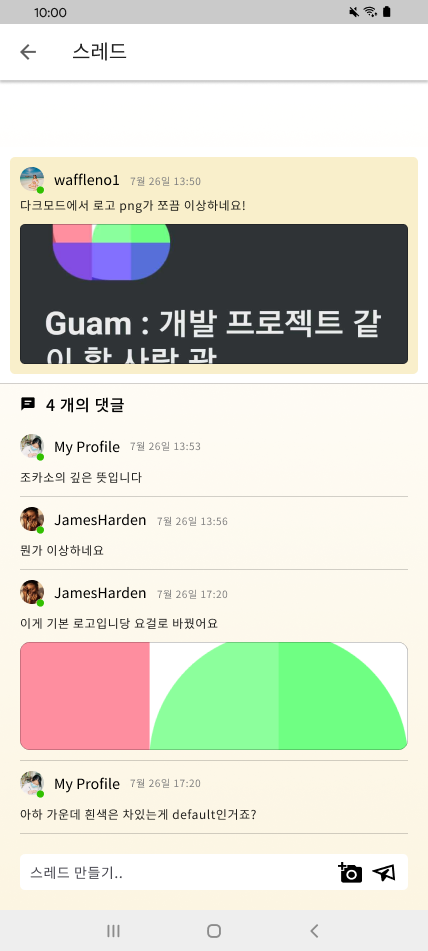 10:00
스레드
waffleno1 7월 26일 13:50
다크모드에서 로고 png가 쪼끔 이상하네요!
Guam : 개발 프로젝트 같
이 할 사람 관
4 개의 댓글
My Profile 7월 26일 13:53
조카소의 깊은 뜻입니다
JamesHarden 7월 26일 13:56
뭔가 이상하네요
JamesHarden 7월 26일 17:20
이게 기본 로고입니당 요걸로 바꿨어요
My Profile 7월 26일 17:20
아하 가운데 흰색은 차있는게 default인거죠?
스레드 만들기..